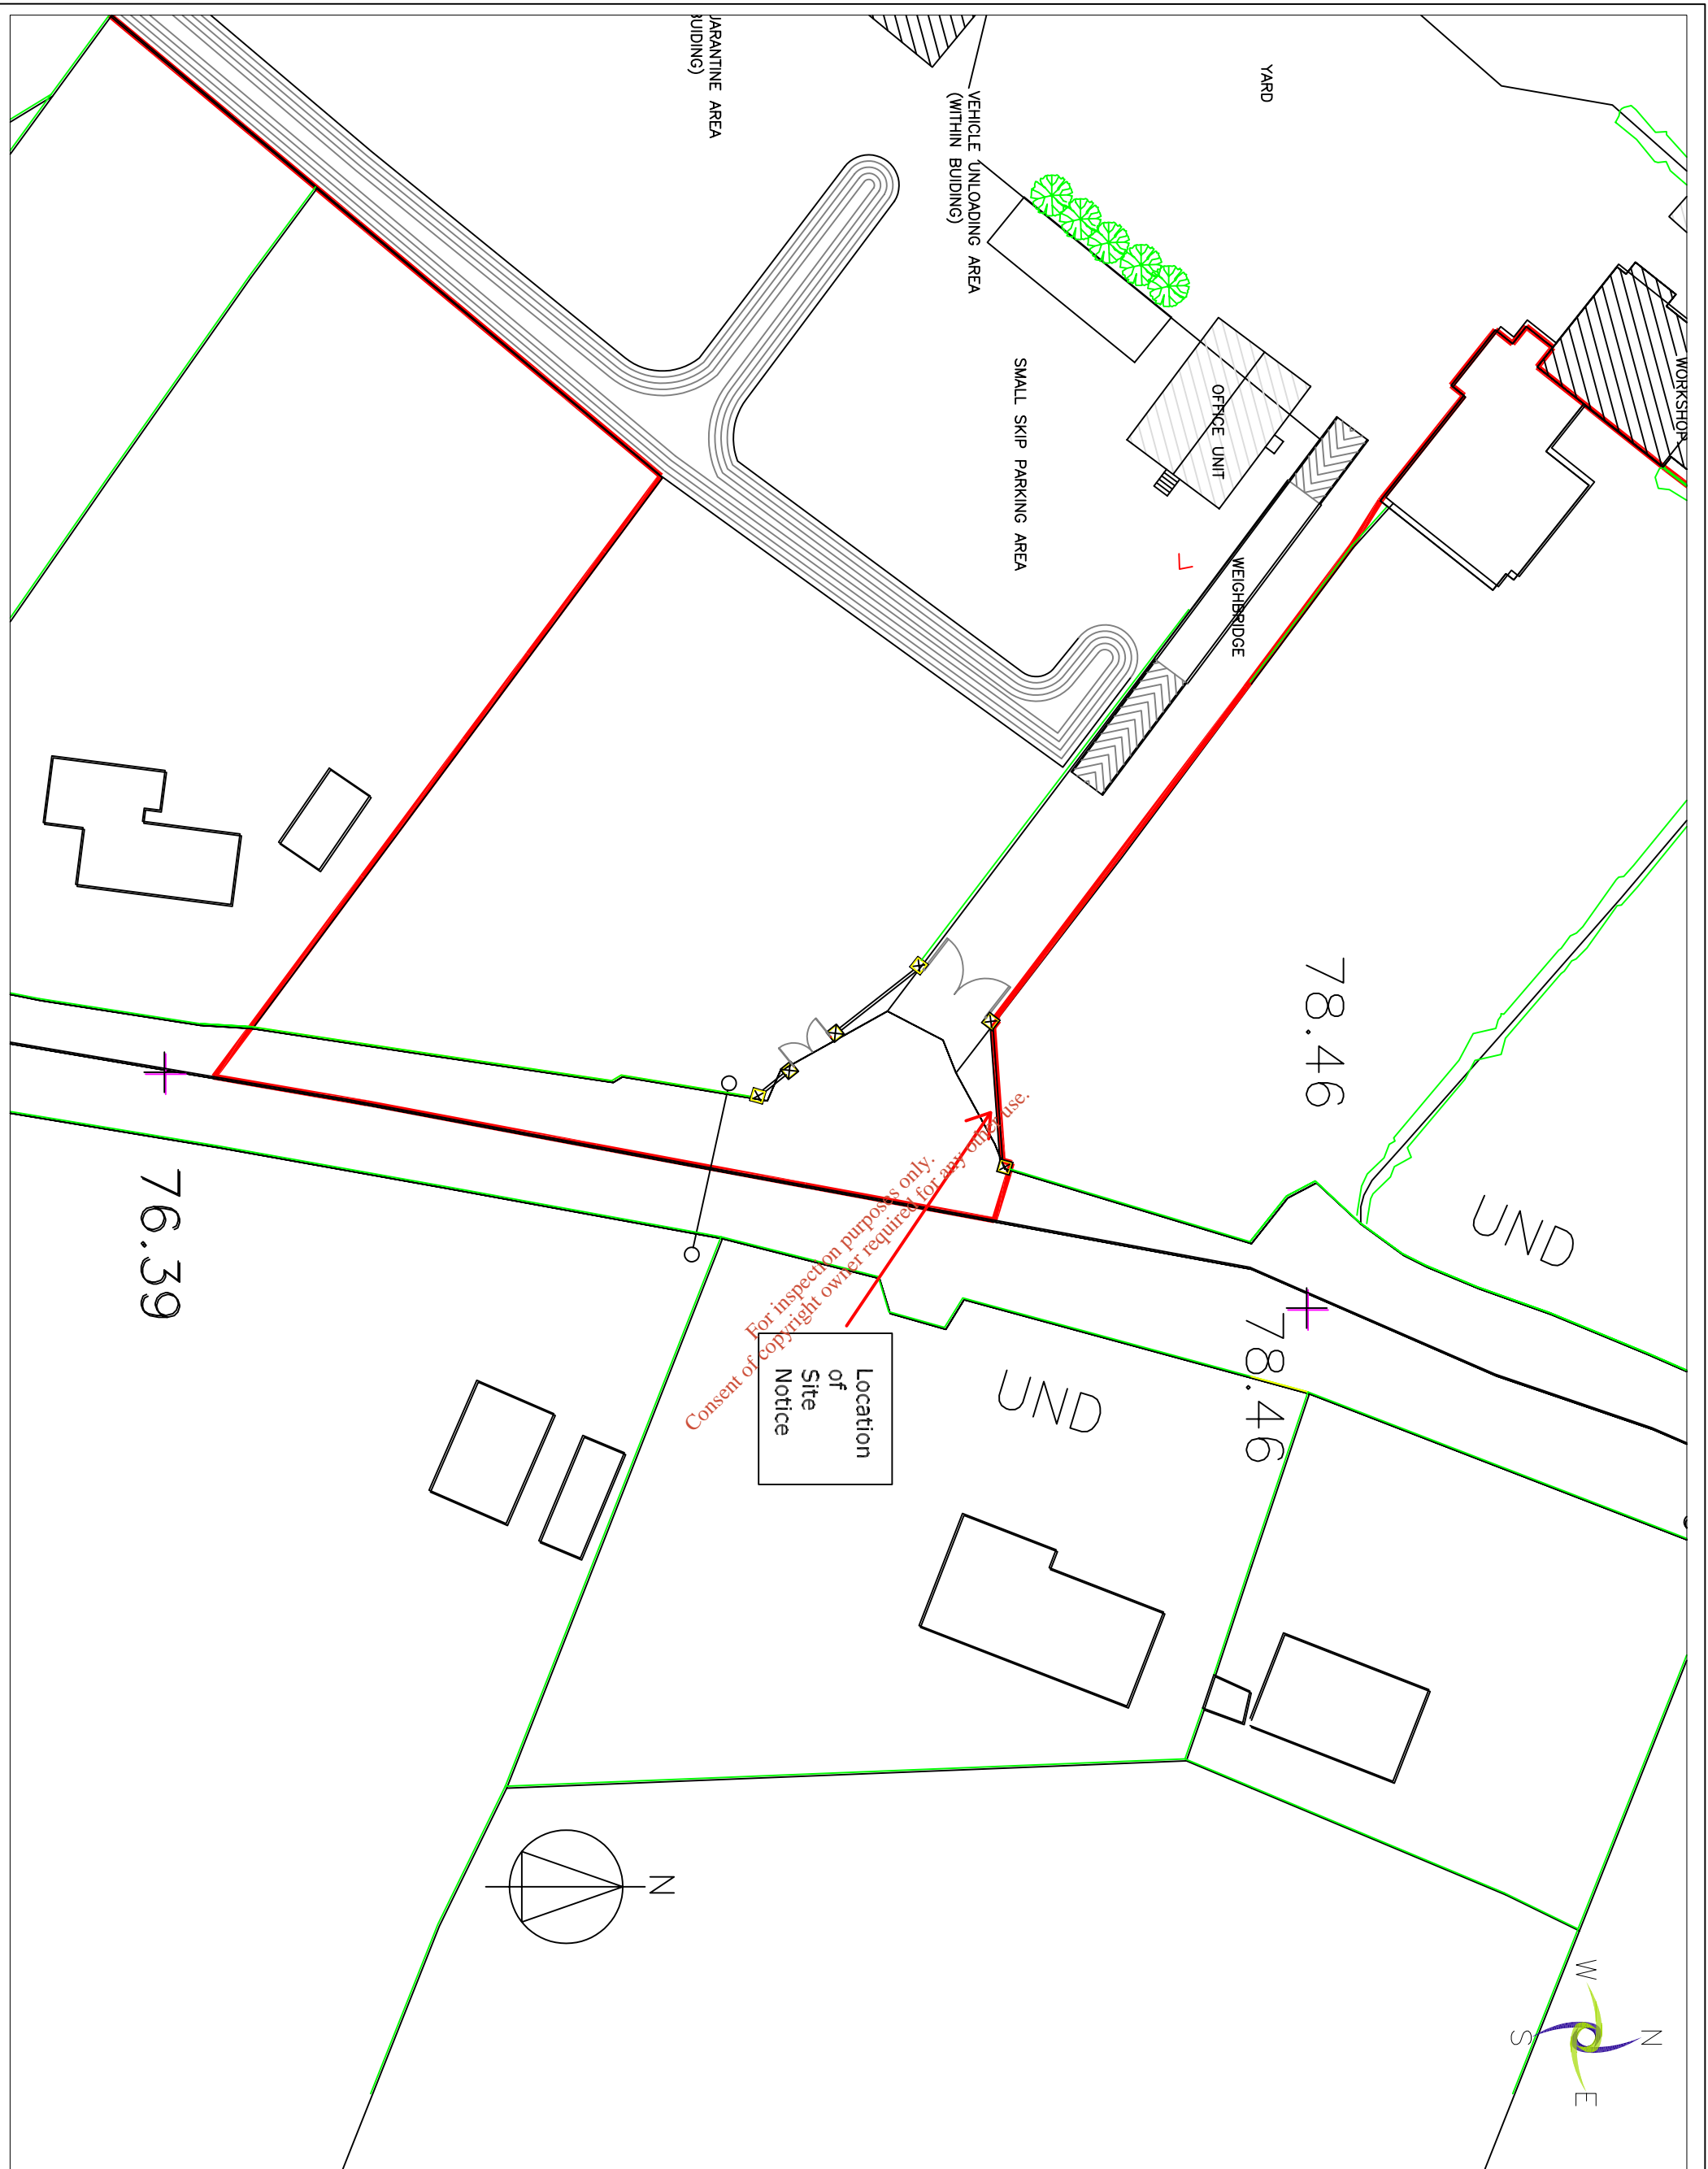 UARANTINE AREA
BUIDING)
VEHICLE UNLOADING AREA
(WITHIN BUIDING)
YARD
WORKSHOP
OFFICE UNIT
SMALL SKIP PARKING AREA
WEIGHBRIDGE
78.46
UND
76.39
78.46
UND
Location
of
Site
Notice
For inspection purposes only.
Consent of copyright owner required for any other use.
N
W
N
S
E